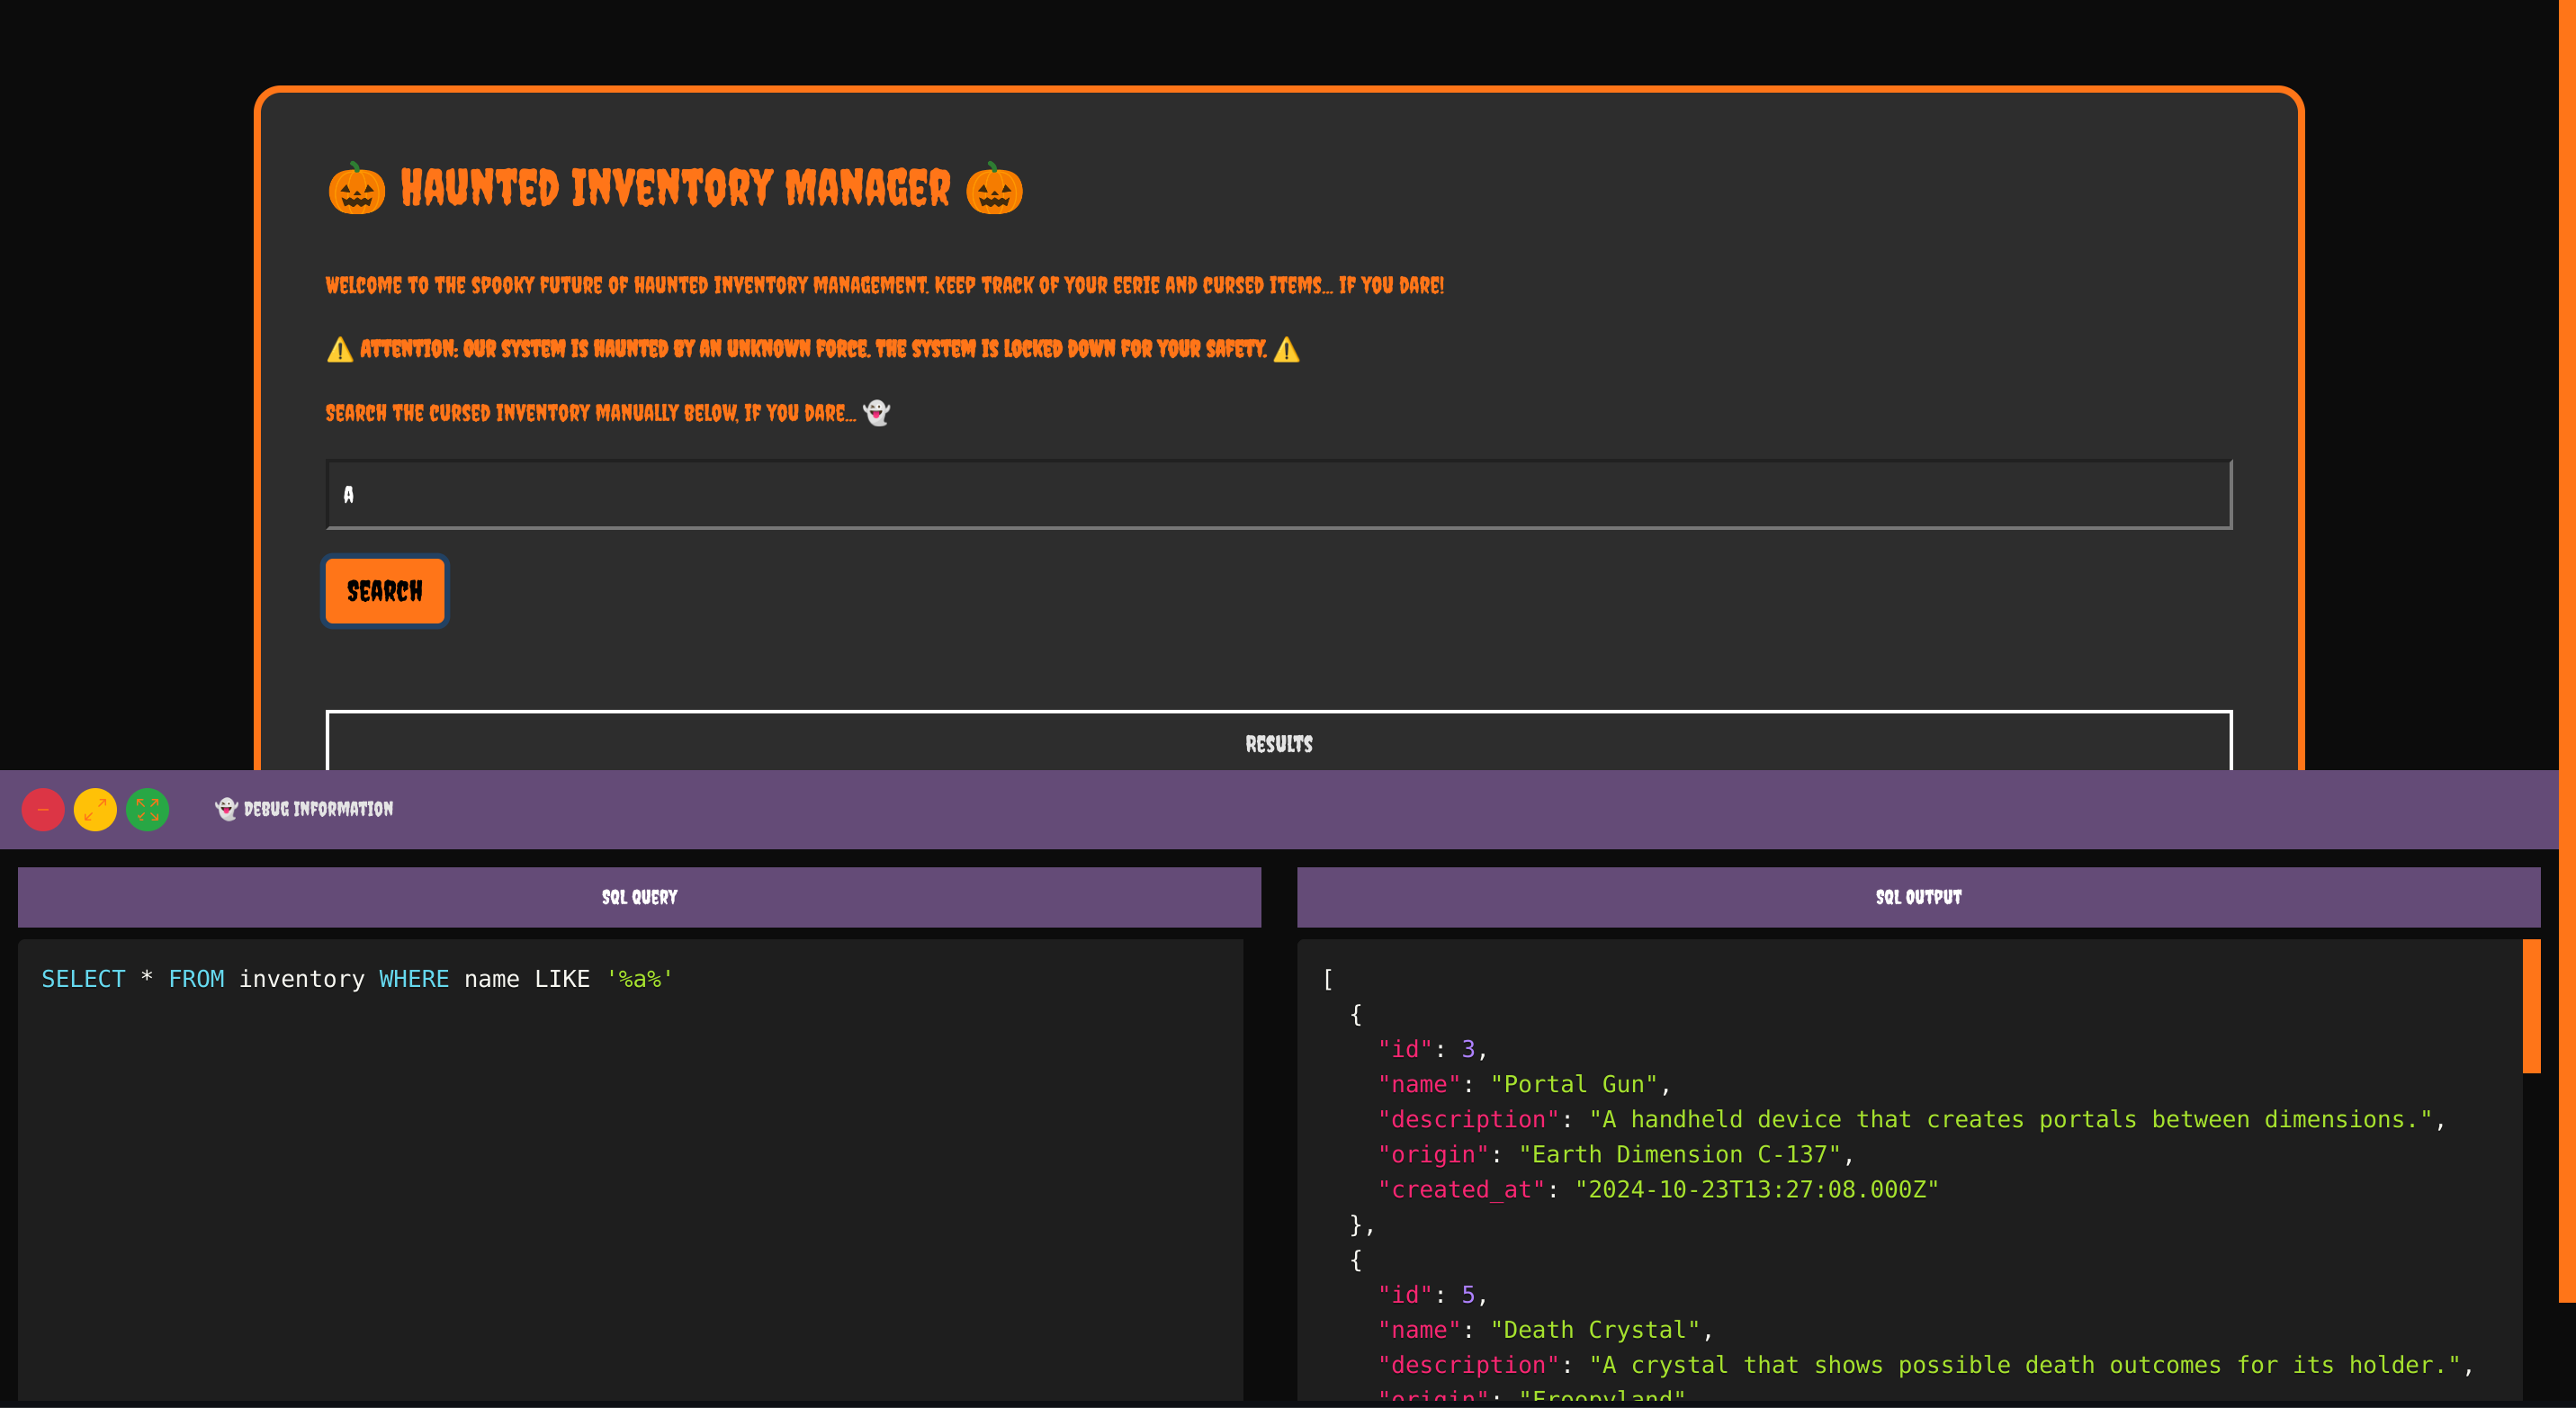 🎃 HAUNTED INVENTORY MANAGER 🎃
WELCOME TO THE SPOOKY FUTURE OF HAUNTED INVENTORY MANAGEMENT. KEEP TRACK OF YOUR EERIE AND CURSED ITEMS... IF YOU DARE!
⚠️ ATTENTION: OUR SYSTEM IS HAUNTED BY AN UNKNOWN FORCE. THE SYSTEM IS LOCKED DOWN FOR YOUR SAFETY. ⚠️
SEARCH THE CURSED INVENTORY MANUALLY BELOW, IF YOU DARE... 👻
A
SEARCH
RESULTS
👻 DEBUG INFORMATION
SQL QUERY
SELECT * FROM inventory WHERE name LIKE '%a%'
SQL OUTPUT
[
  {
    "id": 3,
    "name": "Portal Gun",
    "description": "A handheld device that creates portals between dimensions.",
    "origin": "Earth Dimension C-137",
    "created_at": "2024-10-23T13:27:08.000Z"
  },
  {
    "id": 5,
    "name": "Death Crystal",
    "description": "A crystal that shows possible death outcomes for its holder.",
    "origin": "Froopyland"